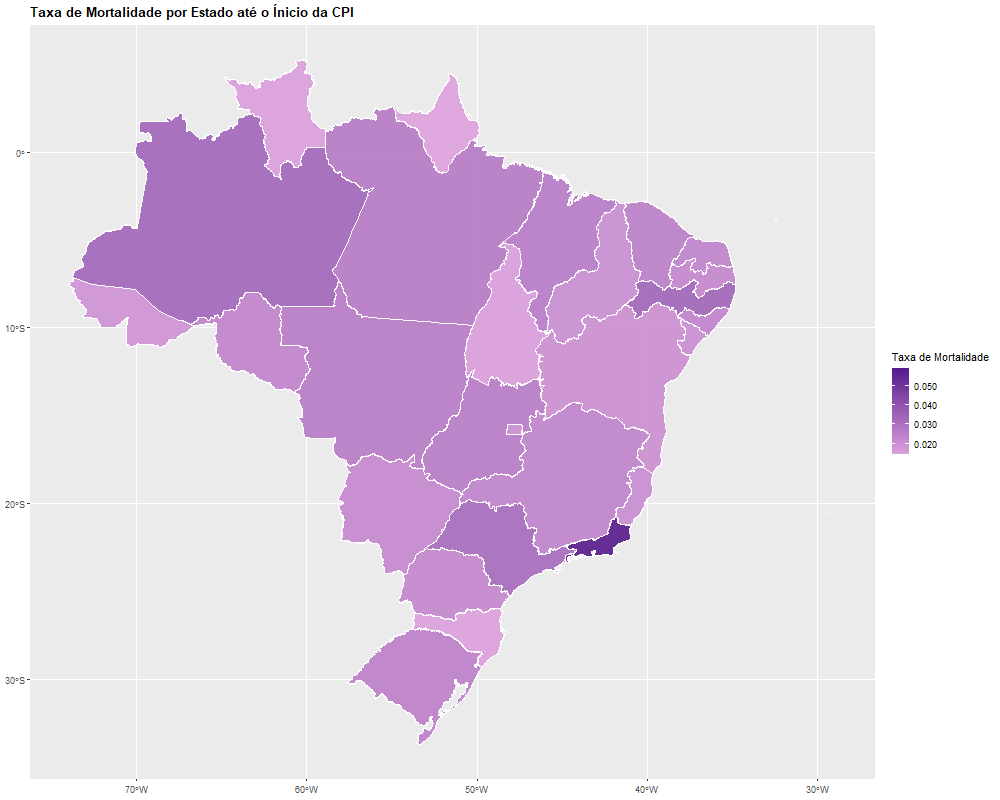 Taxa de Mortalidade por Estado até o Ínicio da CPI
0°
10°S
20°S
30°S
70°W
60°W
50°W
40°W
30°W
Taxa de Mortalidade
0.050
0.040
0.030
0.020